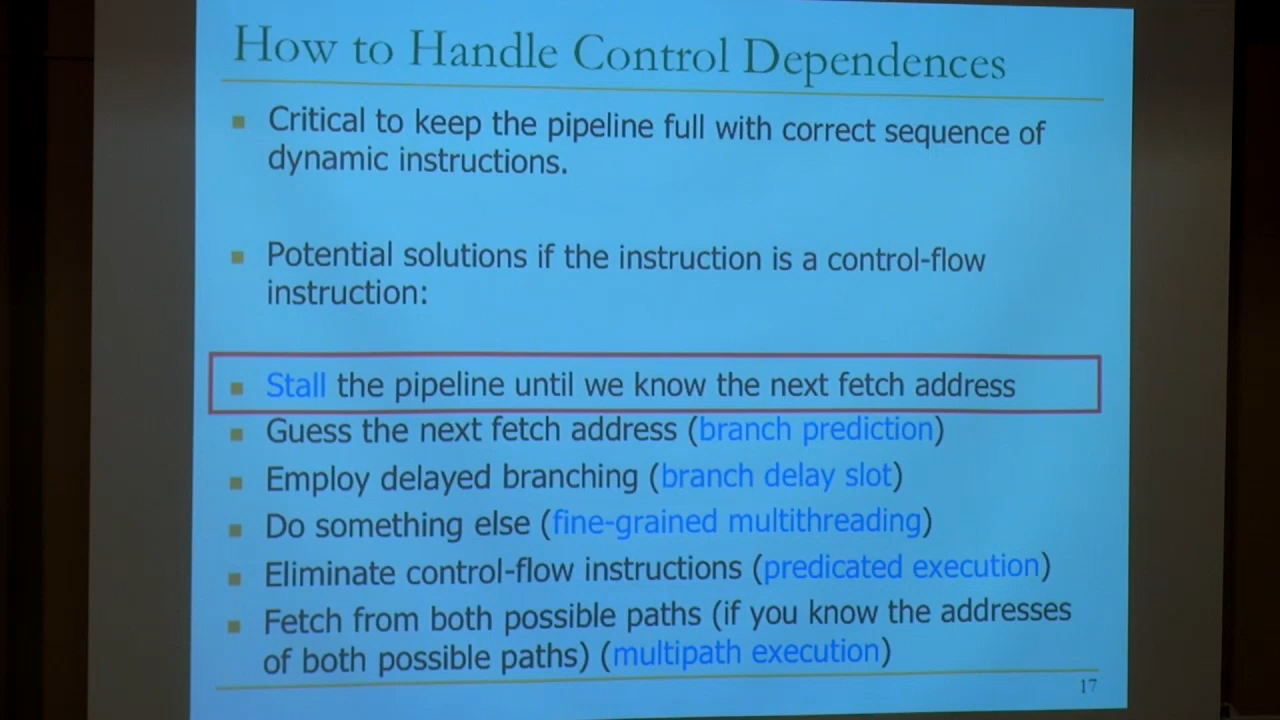 How to Handle Control Dependences
Critical to keep the pipeline full with correct sequence of
dynamic instructions.
Potential solutions if the instruction is a control-flow
instruction:
Stall the pipeline until we know the next fetch address
Guess the next fetch address (branch prediction)
Employ delayed branching (branch delay slot)
Do something else (fine-grained multithreading)
Eliminate control-flow instructions (predicated execution)
Fetch from both possible paths (if you know the addresses
of both possible paths) (multipath execution)
17